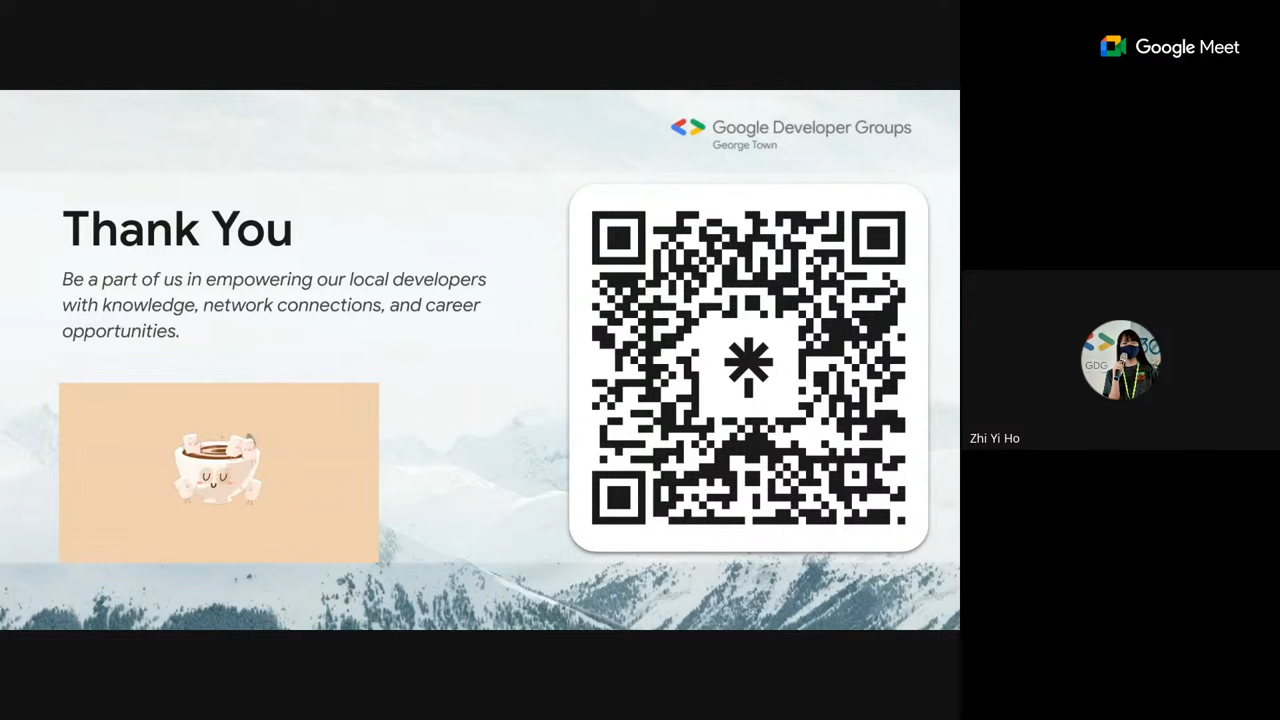 Google Meet
Google Developer Groups
George Town
Thank You
Be a part of us in empowering our local developers
with knowledge, network connections, and career
opportunities.
GDG
Zhi Yi Ho